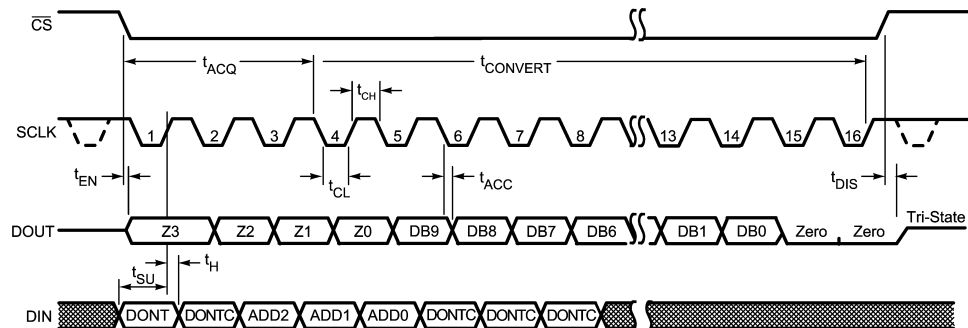 CS
tACQ tCONVERT
tCH
SCLK 1 2 3 4 5 6 7 8 13 14 15 16
tEN tCL tACC tDIS
Tri-State
DOUT Z3 Z2 Z1 Z0 DB9 DB8 DB7 DB6 DB1 DB0 Zero Zero
tSU tH
DIN DONT DONTC ADD2 ADD1 ADD0 DONTC DONTC DONTC